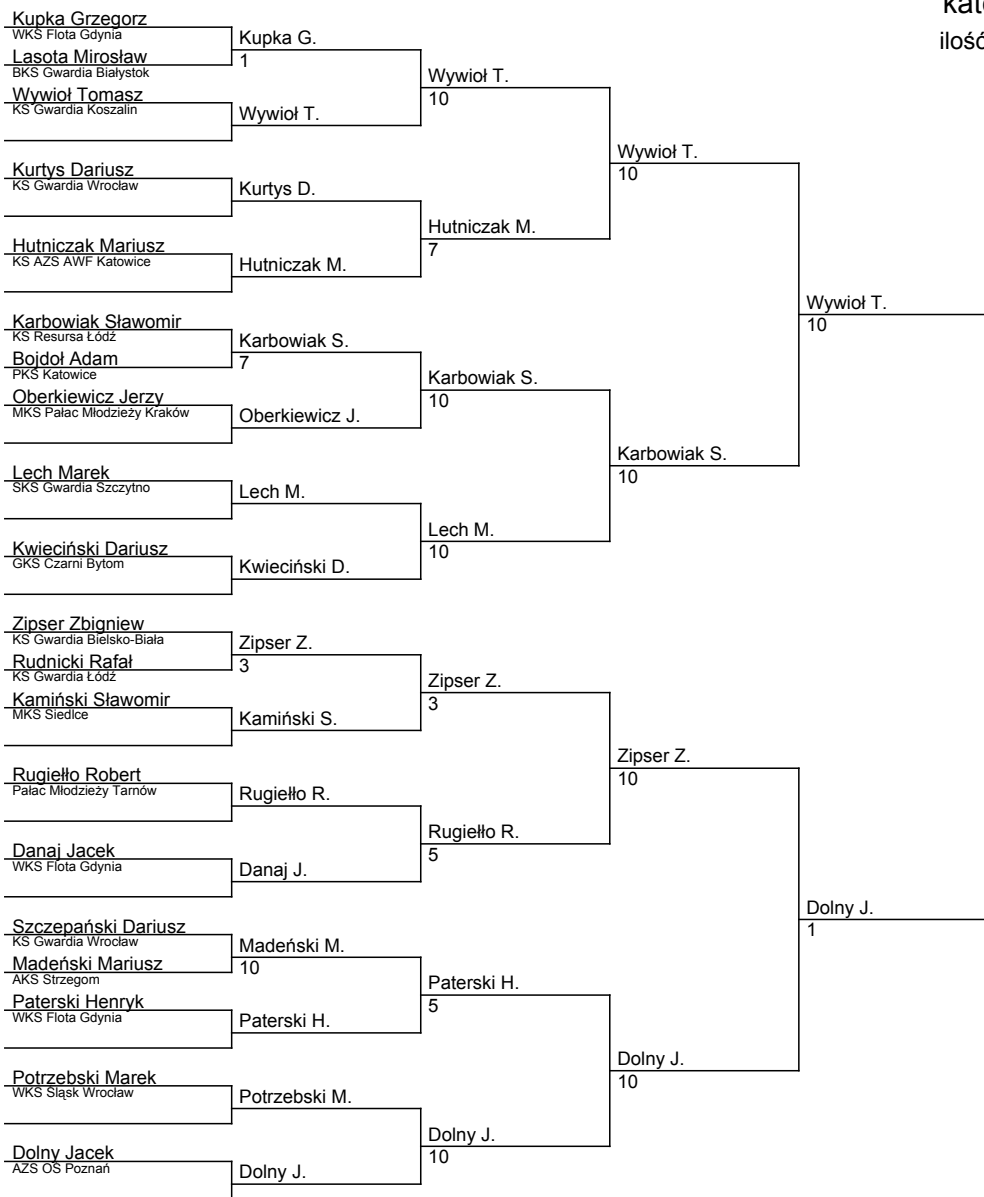 kat
ilość
Kupka Grzegorz
WKS Flota Gdynia
Lasota Mirosław
BKS Gwardia Białystok
Wywioł Tomasz
KS Gwardia Koszalin
Kurtys Dariusz
KS Gwardia Wrocław
Hutniczak Mariusz
KS AZS AWF Katowice
Karbowiak Sławomir
KS Resursa Łódź
Bojdoł Adam
PKS Katowice
Oberkiewicz Jerzy
MKS Pałac Młodzieży Kraków
Lech Marek
SKS Gwardia Szczytno
Kwieciński Dariusz
GKS Czarni Bytom
Zipser Zbigniew
KS Gwardia Bielsko-Biała
Rudnicki Rafał
KS Gwardia Łódź
Kamiński Sławomir
MKS Siedlce
Rugiełło Robert
Pałac Młodzieży Tarnów
Danaj Jacek
WKS Flota Gdynia
Szczepański Dariusz
KS Gwardia Wrocław
Madeński Mariusz
AKS Strzegom
Paterski Henryk
WKS Flota Gdynia
Potrzebski Marek
WKS Śląsk Wrocław
Dolny Jacek
AZS OŚ Poznań
Kupka G.
1
Wywioł T.
Kurtys D.
Hutniczak M.
Karbowiak S.
7
Oberkiewicz J.
Lech M.
Kwieciński D.
Zipser Z.
3
Kamiński S.
Rugiełło R.
Danaj J.
Madeński M.
10
Paterski H.
Potrzebski M.
Dolny J.
Wywioł T.
10
Hutniczak M.
7
Karbowiak S.
10
Lech M.
10
Zipser Z.
3
Rugiełło R.
5
Paterski H.
5
Dolny J.
10
Wywioł T.
10
Karbowiak S.
10
Zipser Z.
10
Dolny J.
10
Wywioł T.
10
Dolny J.
1